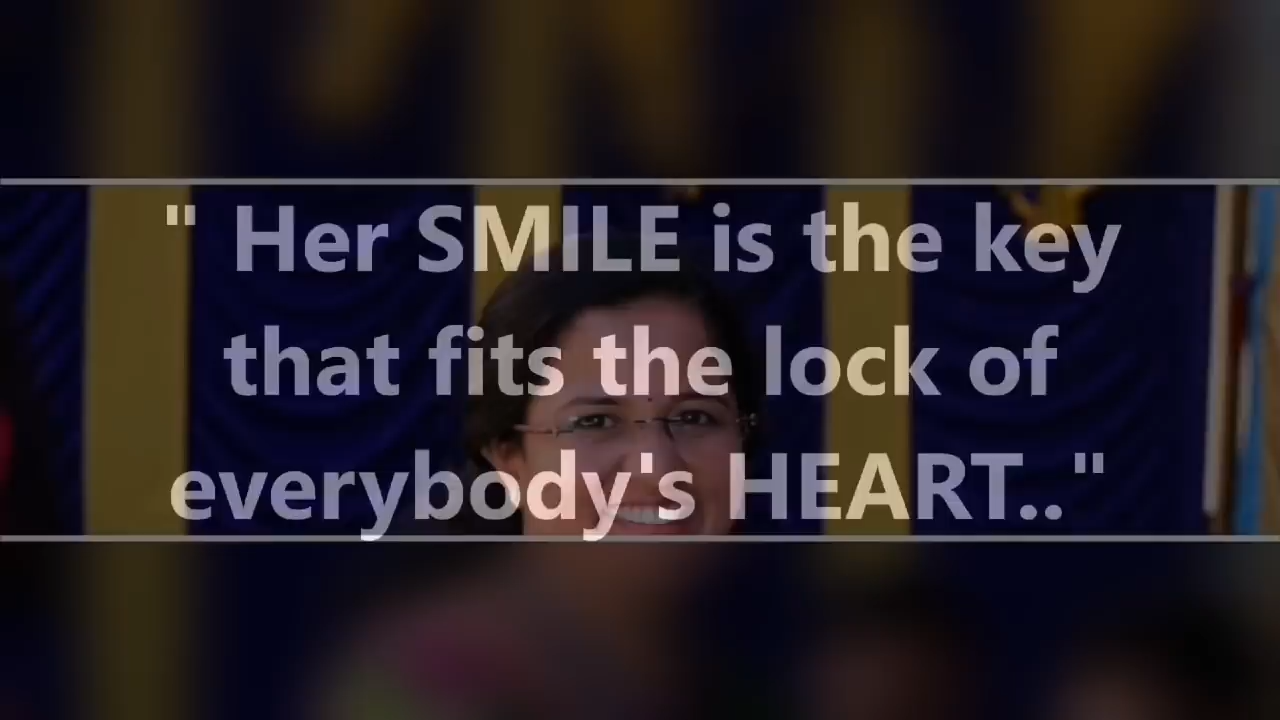 " Her SMILE is the key
that fits the lock of
everybody's HEART.."